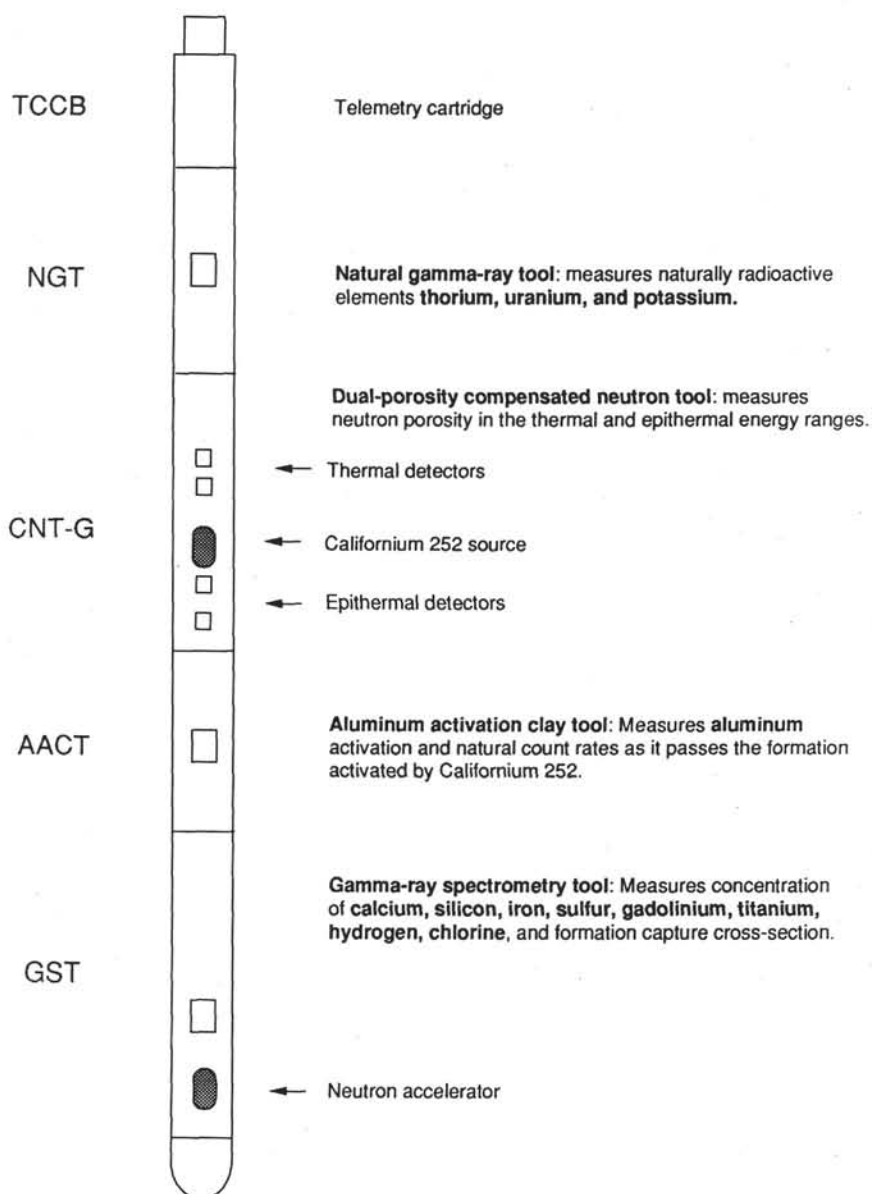 TCCB
Telemetry cartridge
NGT
Natural gamma-ray tool: measures naturally radioactive
elements thorium, uranium, and potassium.
Dual-porosity compensated neutron tool: measures
neutron porosity in the thermal and epithermal energy ranges.
Thermal detectors
CNT-G
Californium 252 source
Epithermal detectors
AACT
Aluminum activation clay tool: Measures aluminum
activation and natural count rates as it passes the formation
activated by Californium 252.
Gamma-ray spectrometry tool: Measures concentration
of calcium, silicon, iron, sulfur, gadolinium, titanium,
hydrogen, chlorine, and formation capture cross-section.
GST
Neutron accelerator